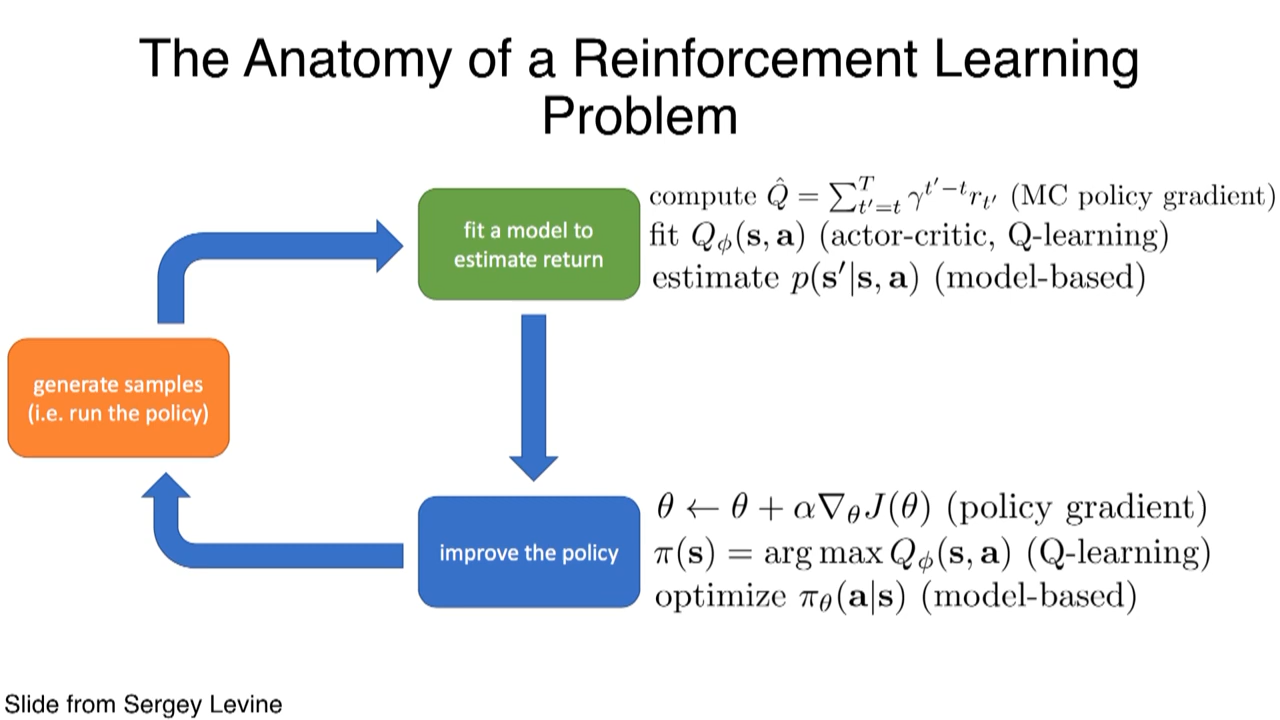 The Anatomy of a Reinforcement Learning
Problem
fit a model to
estimate return
compute Q̂ = ∑_{t'=t}^{T} γ^{t'−t} r_{t'} (MC policy gradient)
fit Q_ϕ(s, a) (actor-critic, Q-learning)
estimate p(s'|s, a) (model-based)
generate samples
(i.e. run the policy)
improve the policy
θ ← θ + α∇_θ J(θ) (policy gradient)
π(s) = arg max Q_ϕ(s, a) (Q-learning)
optimize π_θ(a|s) (model-based)
Slide from Sergey Levine